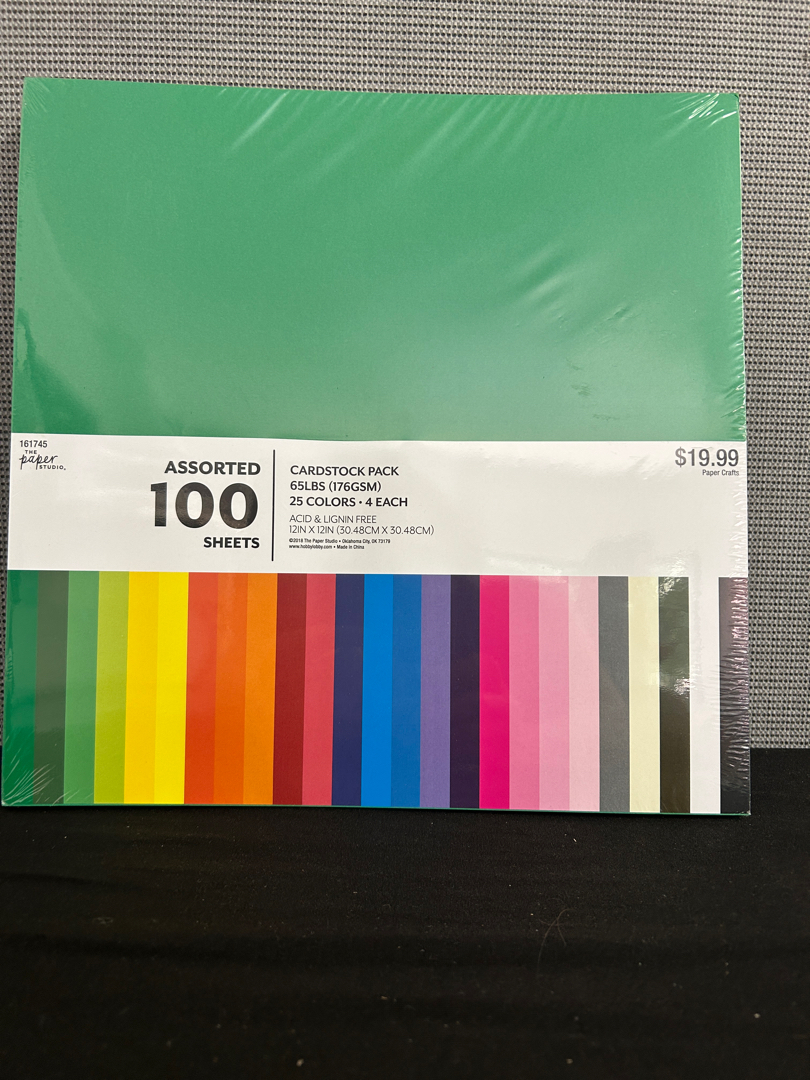 161745
THE
paper
STUDIO
ASSORTED
100
SHEETS
CARDSTOCK PACK
65LBS (176GSM)
25 COLORS • 4 EACH
ACID & LIGNIN FREE
12IN X 12IN (30.48CM X 30.48CM)
©2018 The Paper Studio • Oklahoma City, OK 73179
www.hobbylobby.com • Made in China
$19.99
Paper Crafts